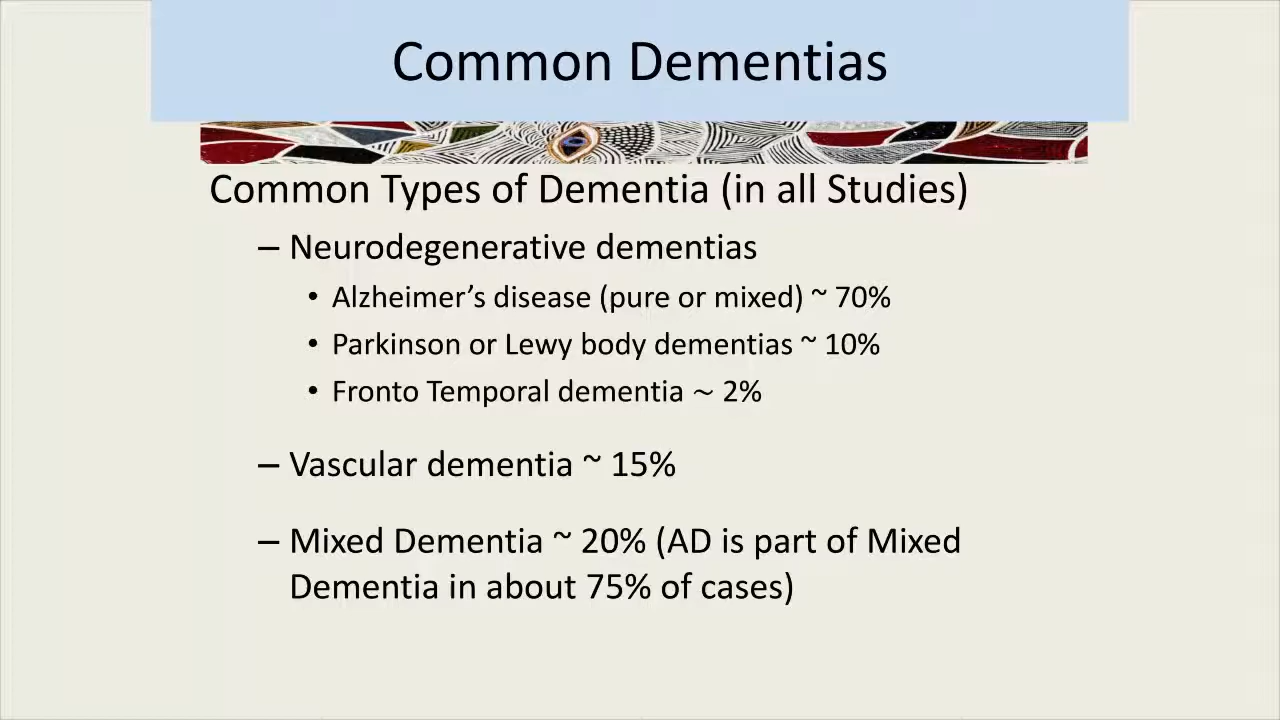 Common Dementias
Common Types of Dementia (in all Studies)
– Neurodegenerative dementias
• Alzheimer’s disease (pure or mixed) ~ 70%
• Parkinson or Lewy body dementias ~ 10%
• Fronto Temporal dementia ~ 2%
– Vascular dementia ~ 15%
– Mixed Dementia ~ 20% (AD is part of Mixed
Dementia in about 75% of cases)